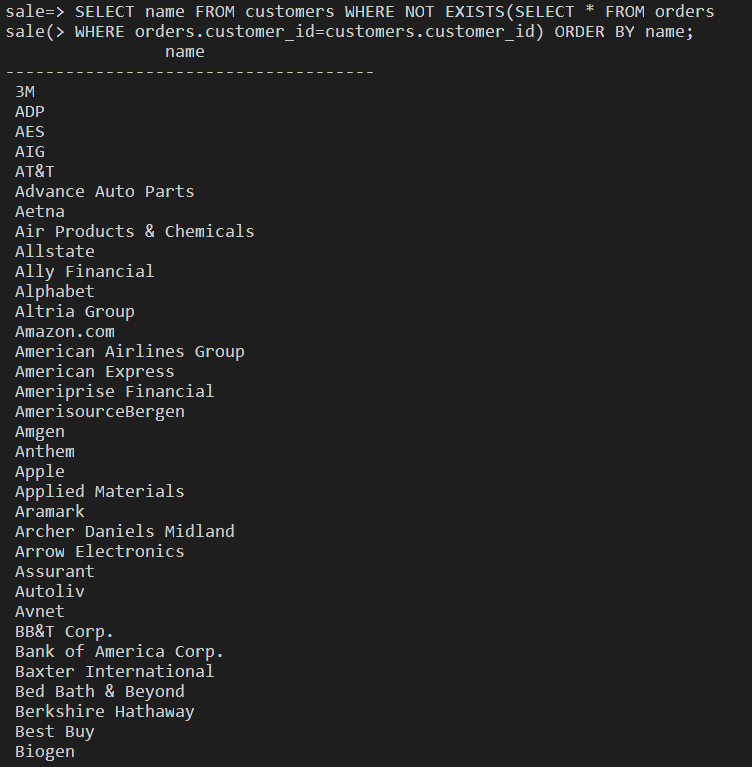 sale=> SELECT name FROM customers WHERE NOT EXISTS(SELECT * FROM orders
sale(> WHERE orders.customer_id=customers.customer_id) ORDER BY name;
name
-------------------------------------
3M
ADP
AES
AIG
AT&T
Advance Auto Parts
Aetna
Air Products & Chemicals
Allstate
Ally Financial
Alphabet
Altria Group
Amazon.com
American Airlines Group
American Express
Ameriprise Financial
AmerisourceBergen
Amgen
Anthem
Apple
Applied Materials
Aramark
Archer Daniels Midland
Arrow Electronics
Assurant
Autoliv
Avnet
BB&T Corp.
Bank of America Corp.
Baxter International
Bed Bath & Beyond
Berkshire Hathaway
Best Buy
Biogen